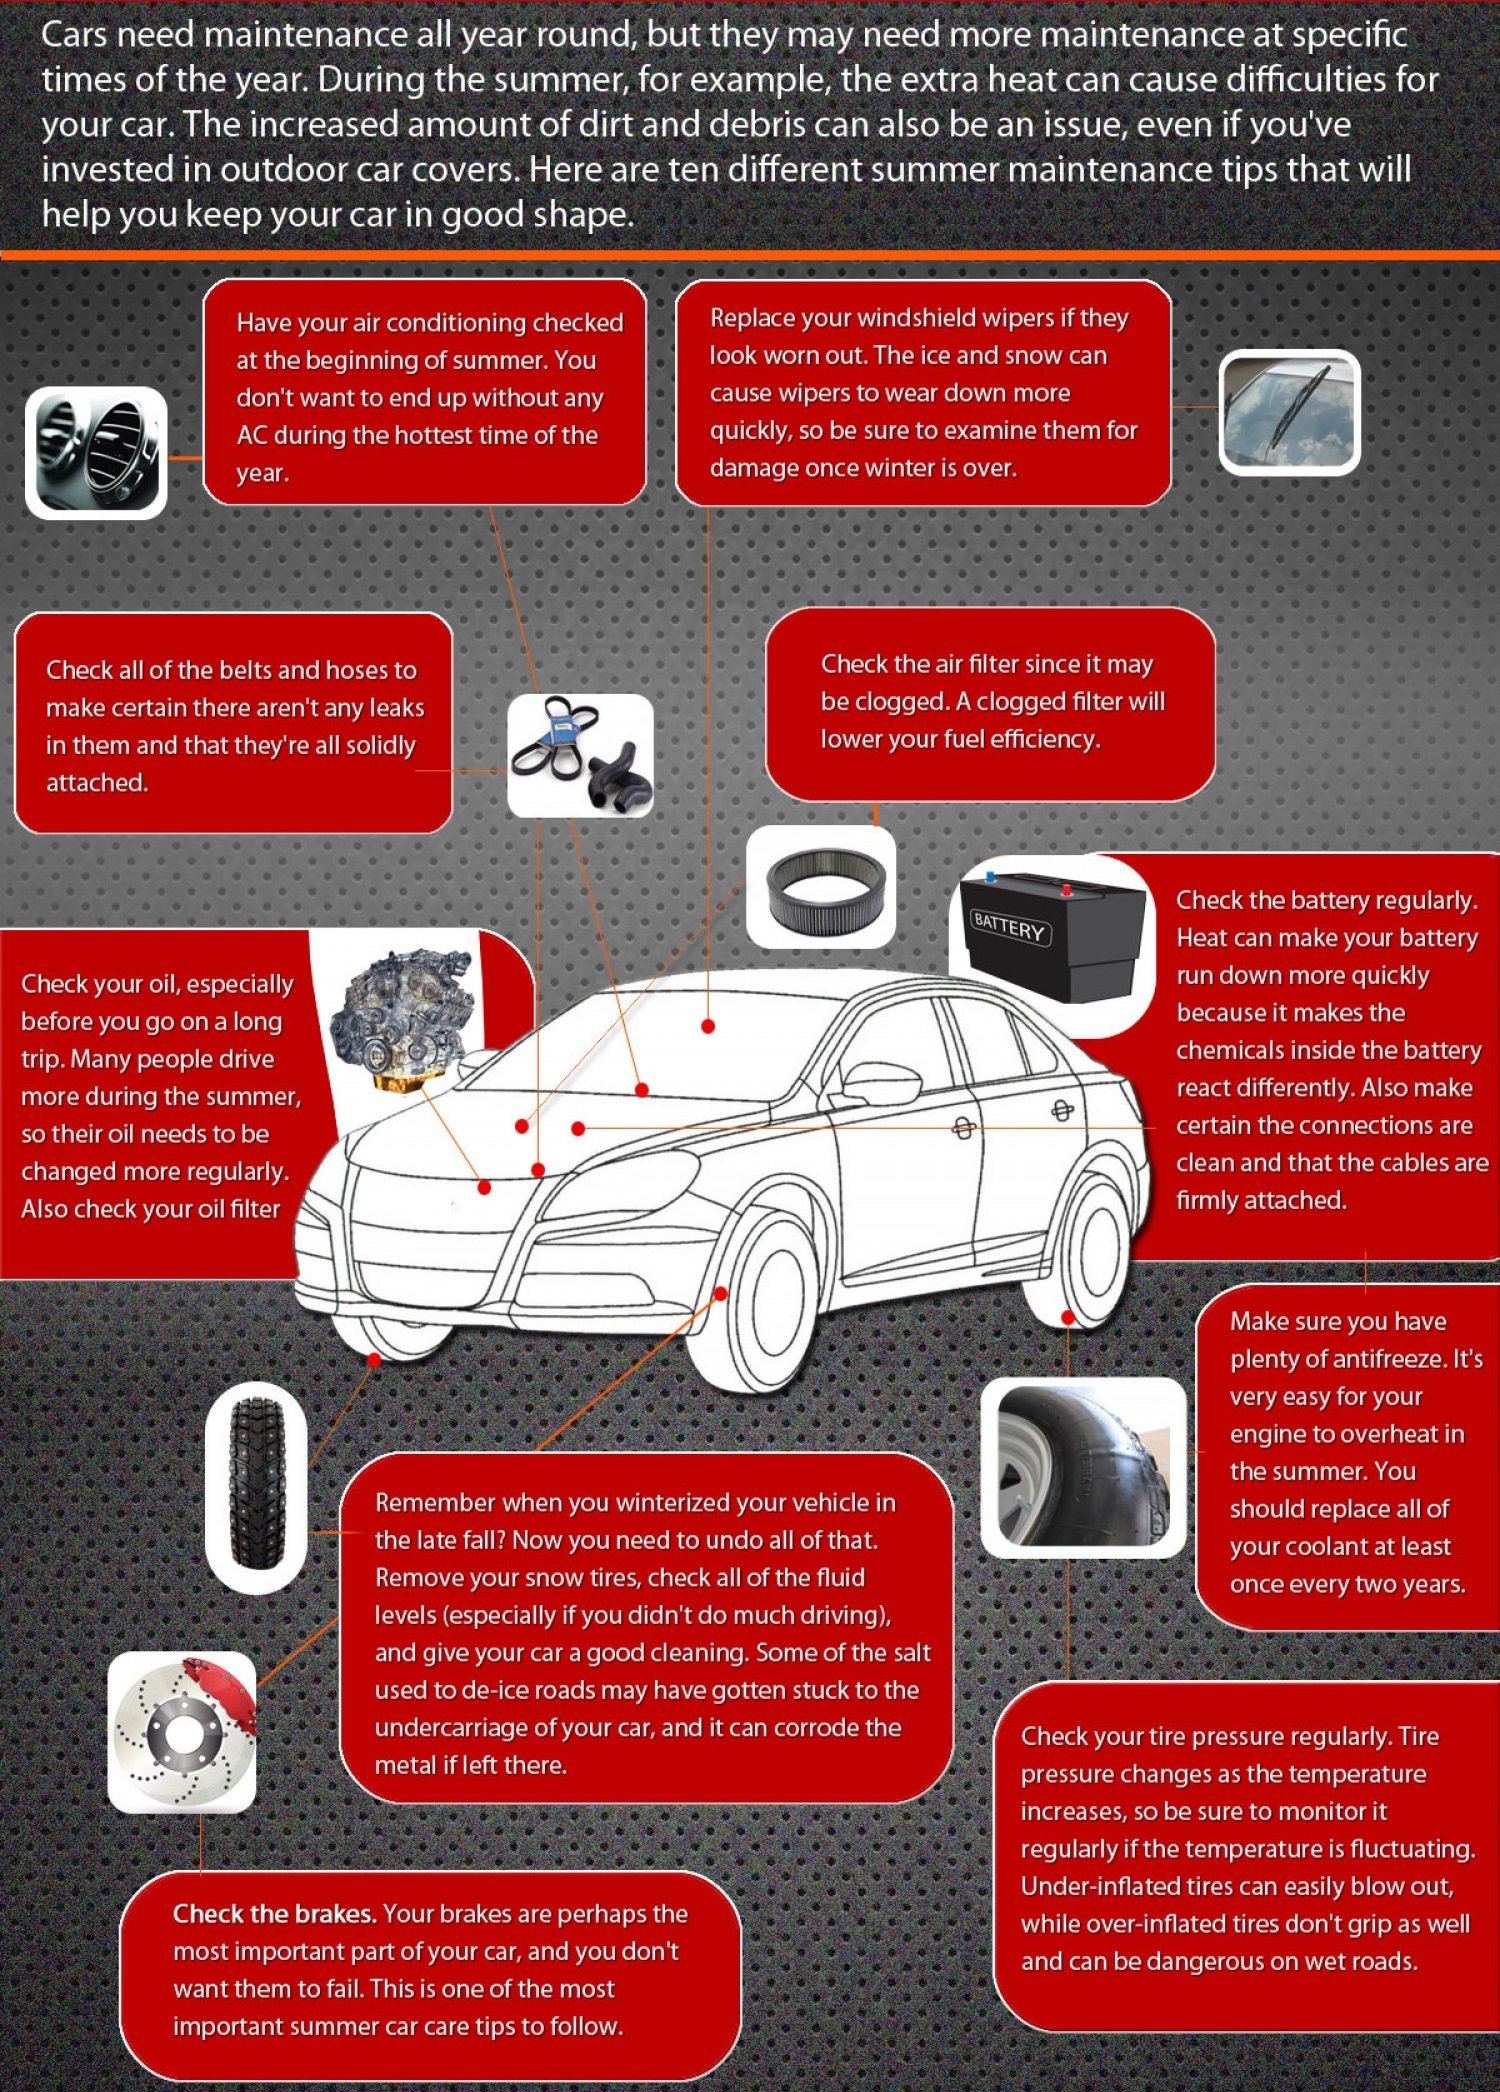 Cars need maintenance all year round, but they may need more maintenance at specific
times of the year. During the summer, for example, the extra heat can cause difficulties for
your car. The increased amount of dirt and debris can also be an issue, even if you've
invested in outdoor car covers. Here are ten different summer maintenance tips that will
help you keep your car in good shape.
Have your air conditioning checked
at the beginning of summer. You
don't want to end up without any
AC during the hottest time of the
year.
Replace your windshield wipers if they
look worn out. The ice and snow can
cause wipers to wear down more
quickly, so be sure to examine them for
damage once winter is over.
Check all of the belts and hoses to
make certain there aren't any leaks
in them and that they're all solidly
attached.
Check the air filter since it may
be clogged. A clogged filter will
lower your fuel efficiency.
BATTERY
Check the battery regularly.
Heat can make your battery
run down more quickly
because it makes the
chemicals inside the battery
react differently. Also make
certain the connections are
clean and that the cables are
firmly attached.
Check your oil, especially
before you go on a long
trip. Many people drive
more during the summer,
so their oil needs to be
changed more regularly.
Also check your oil filter
Make sure you have
plenty of antifreeze. It's
very easy for your
engine to overheat in
the summer. You
should replace all of
your coolant at least
once every two years.
Remember when you winterized your vehicle in
the late fall? Now you need to undo all of that.
Remove your snow tires, check all of the fluid
levels (especially if you didn't do much driving),
and give your car a good cleaning. Some of the salt
used to de-ice roads may have gotten stuck to the
undercarriage of your car, and it can corrode the
metal if left there.
Check your tire pressure regularly. Tire
pressure changes as the temperature
increases, so be sure to monitor it
regularly if the temperature is fluctuating.
Under-inflated tires can easily blow out,
while over-inflated tires don't grip as well
and can be dangerous on wet roads.
Check the brakes. Your brakes are perhaps the
most important part of your car, and you don't
want them to fail. This is one of the most
important summer car care tips to follow.